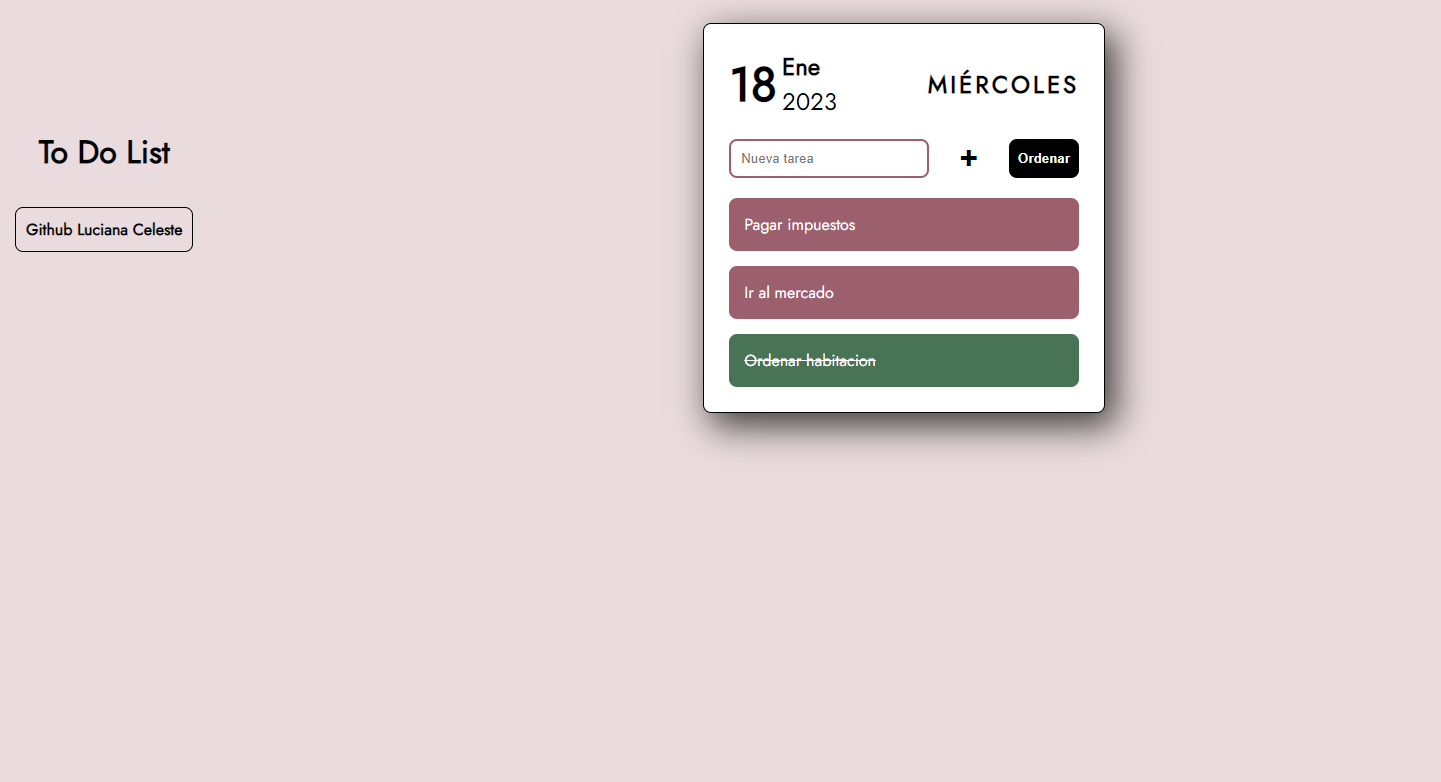 To Do List
Github Luciana Celeste
18
Ene
2023
MIÉRCOLES
Nueva tarea
+
Ordenar
Pagar impuestos
Ir al mercado
Ordenar habitacion